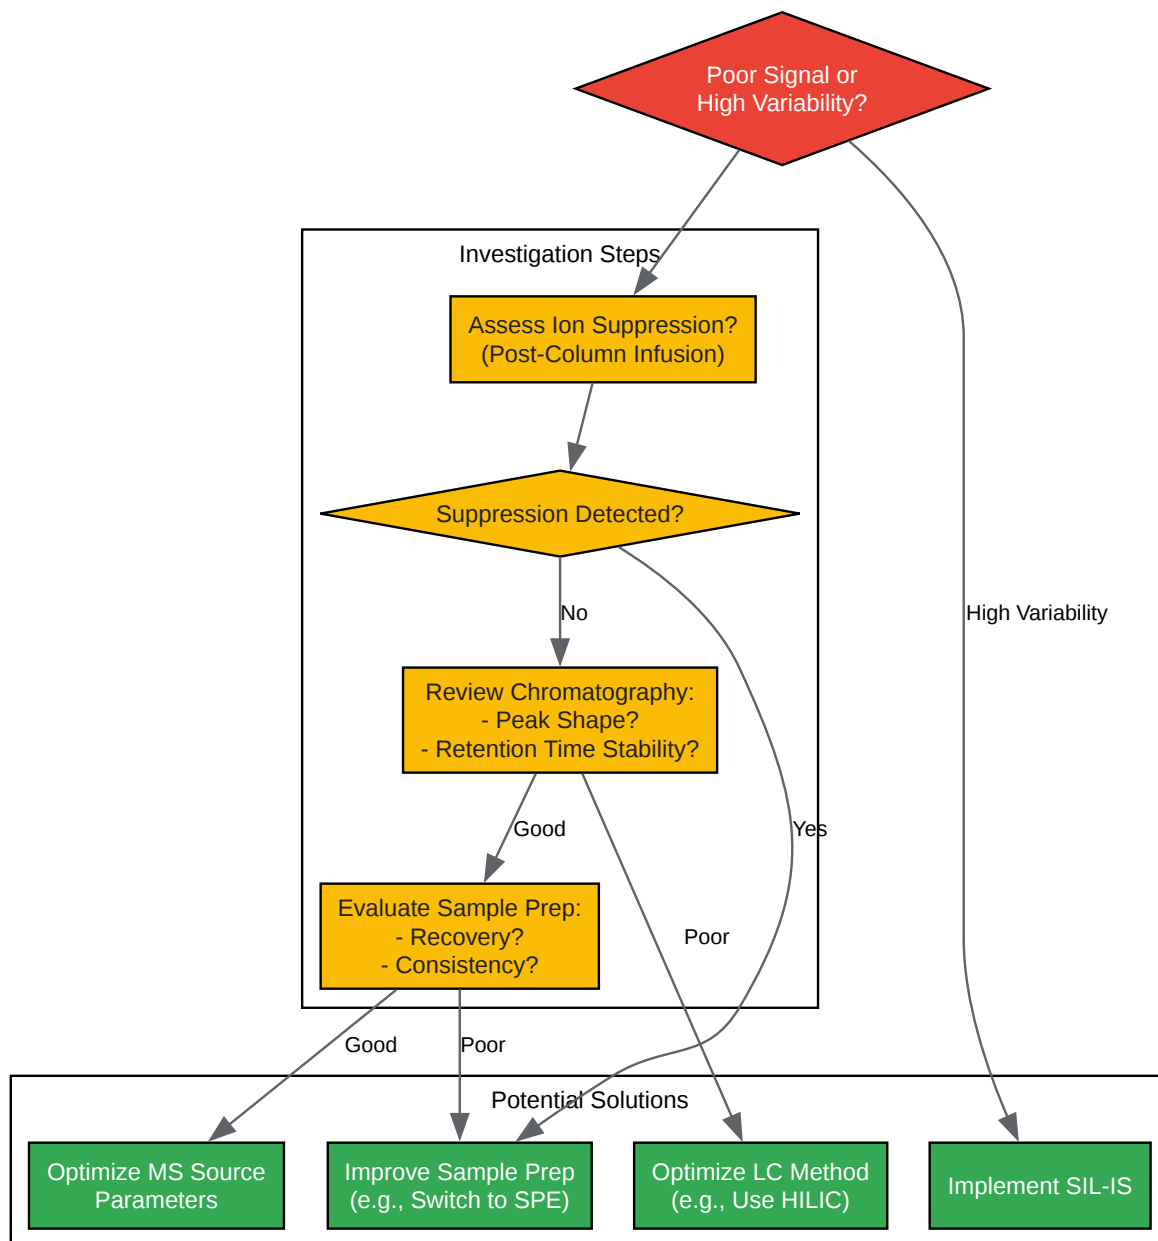 Poor Signal or
High Variability?
Investigation Steps
Assess Ion Suppression?
(Post-Column Infusion)
Suppression Detected?
No
High Variability
Review Chromatography:
- Peak Shape?
- Retention Time Stability?
Good
Yes
Evaluate Sample Prep:
- Recovery?
- Consistency?
Poor
Good
Poor
Potential Solutions
Optimize MS Source
Parameters
Improve Sample Prep
(e.g., Switch to SPE)
Optimize LC Method
(e.g., Use HILIC)
Implement SIL-IS